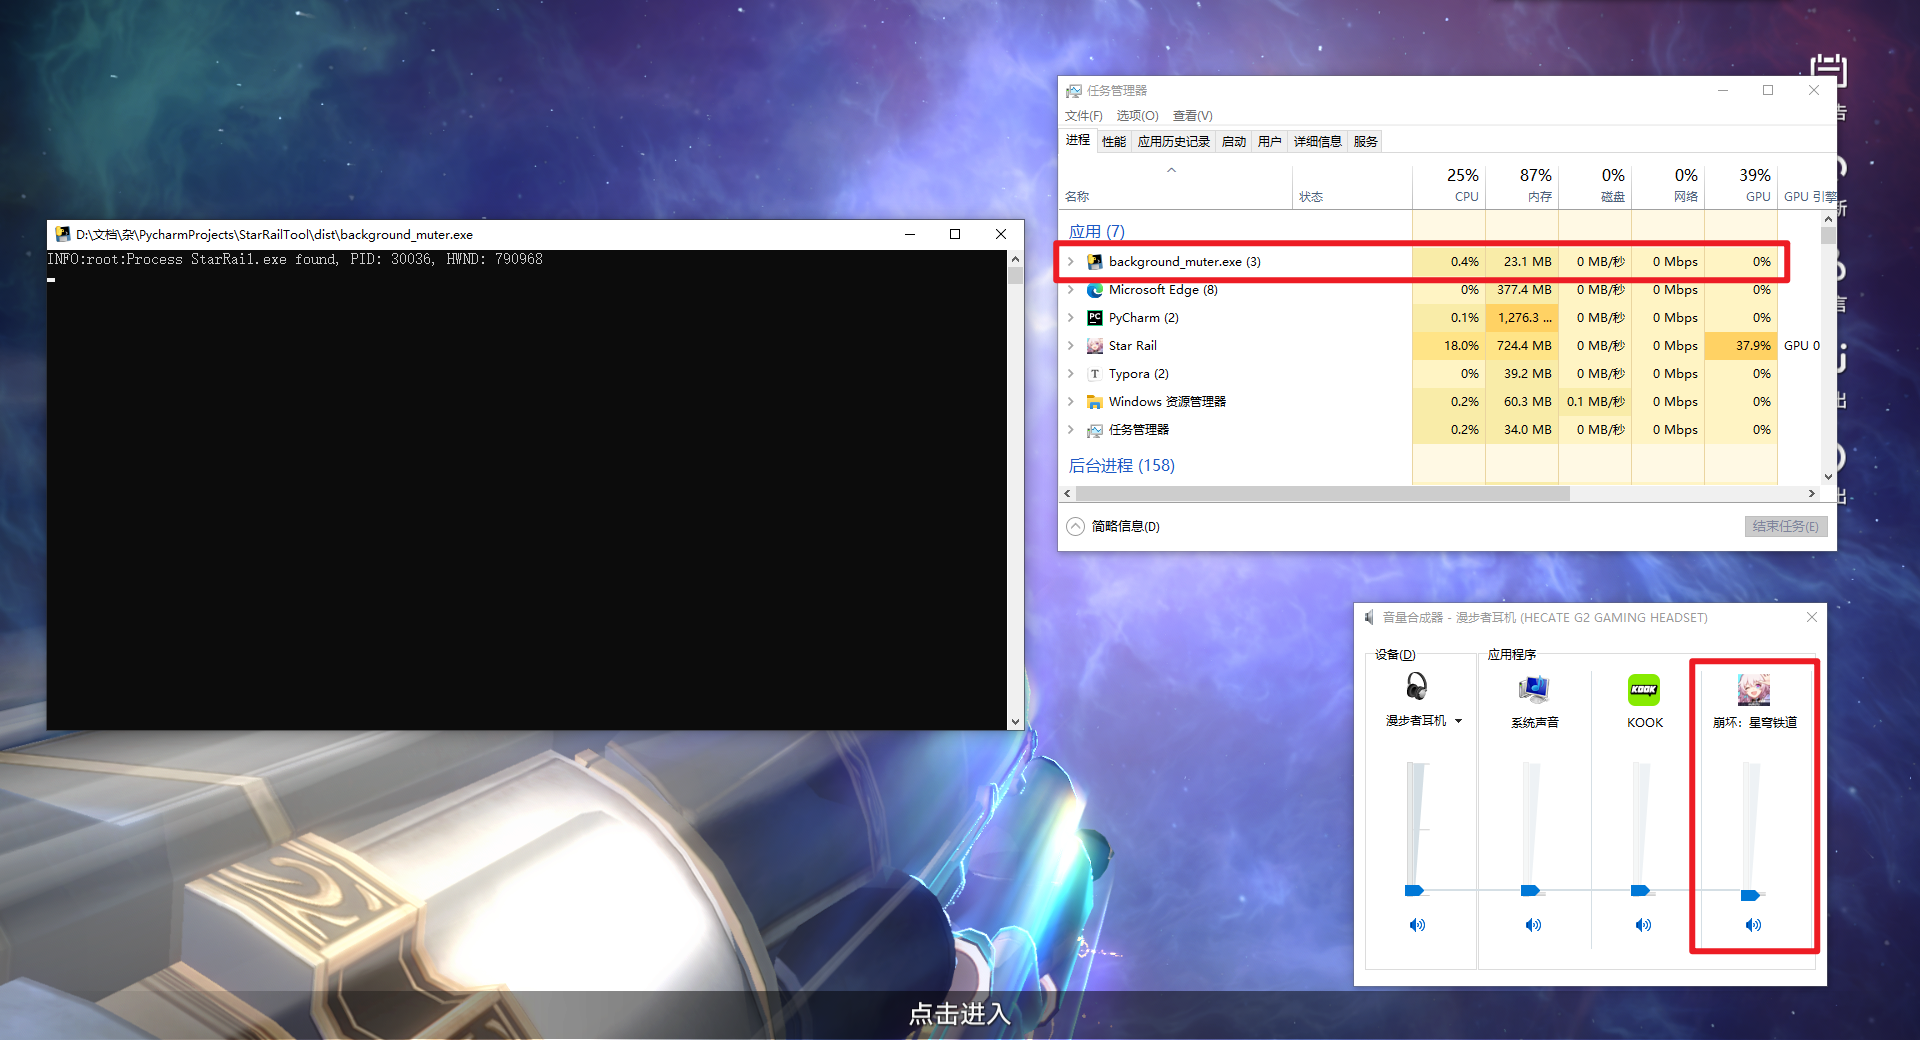 D:\文档\杂\PycharmProjects\StarRailTool\dist\background_muter.exe
INFO:root:Process StarRail.exe found, PID: 30036, HWND: 790968
任务管理器
文件(F) 选项(O) 查看(V)
进程 性能 应用历史记录 启动 用户 详细信息 服务
25% 87% 0% 0% 39%
名称 状态 CPU 内存 磁盘 网络 GPU GPU 引擎
应用 (7)
background_muter.exe (3) 0.4% 23.1 MB 0 MB/秒 0 Mbps 0%
Microsoft Edge (8) 0% 377.4 MB 0 MB/秒 0 Mbps 0%
PyCharm (2) 0.1% 1,276.3 ... 0 MB/秒 0 Mbps 0%
Star Rail 18.0% 724.4 MB 0 MB/秒 0 Mbps 37.9% GPU 0
Typora (2) 0% 39.2 MB 0 MB/秒 0 Mbps 0%
Windows 资源管理器 0.2% 60.3 MB 0.1 MB/秒 0 Mbps 0%
任务管理器 0.2% 34.0 MB 0 MB/秒 0 Mbps 0%
后台进程 (158)
简略信息(D)
结束任务(E)
音量合成器 - 漫步者耳机 (HECATE G2 GAMING HEADSET)
设备(D) 应用程序
KOOK
漫步者耳机 系统声音 KOOK 崩坏：星穹铁道
点击进入